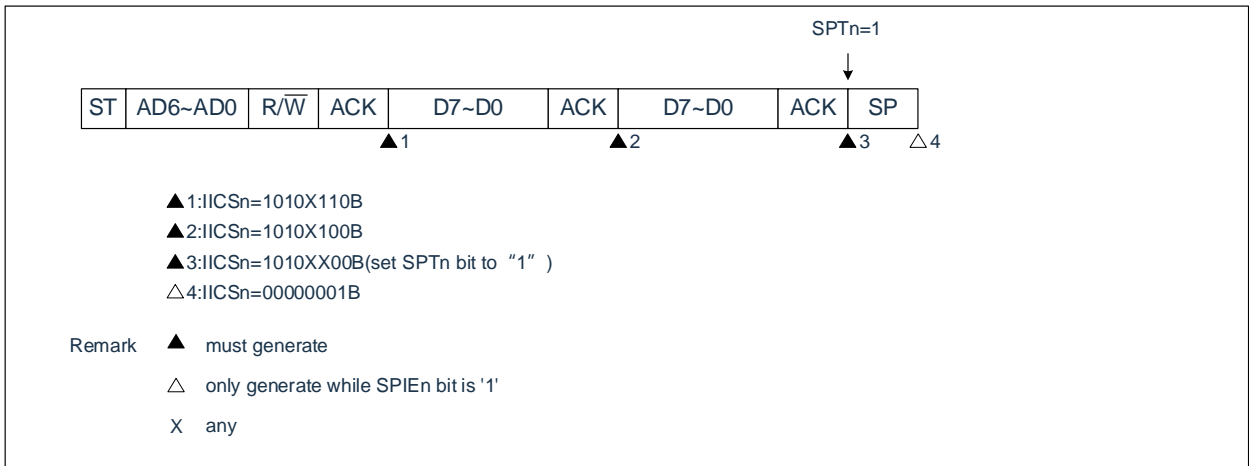 SPTn=1
ST AD6~AD0 R/W̅ ACK D7~D0 ACK D7~D0 ACK SP
▲1 ▲2 ▲3 △4
▲1:IICSn=1010X110B
▲2:IICSn=1010X100B
▲3:IICSn=1010XX00B(set SPTn bit to “1” )
△4:IICSn=00000001B
Remark ▲ must generate
△ only generate while SPIEn bit is '1'
X any